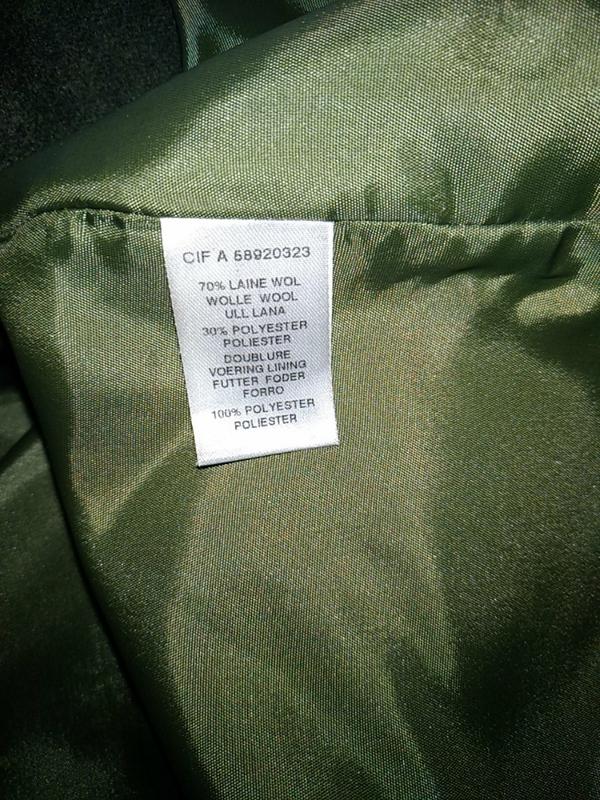 CIF A 58920323
70% LAINE WOL
WOLLE WOOL
ULL LANA
30% POLYESTER
POLIESTER
DOUBLURE
VOERING LINING
FUTTER FODER
FORRO
100% POLYESTER
POLIESTER